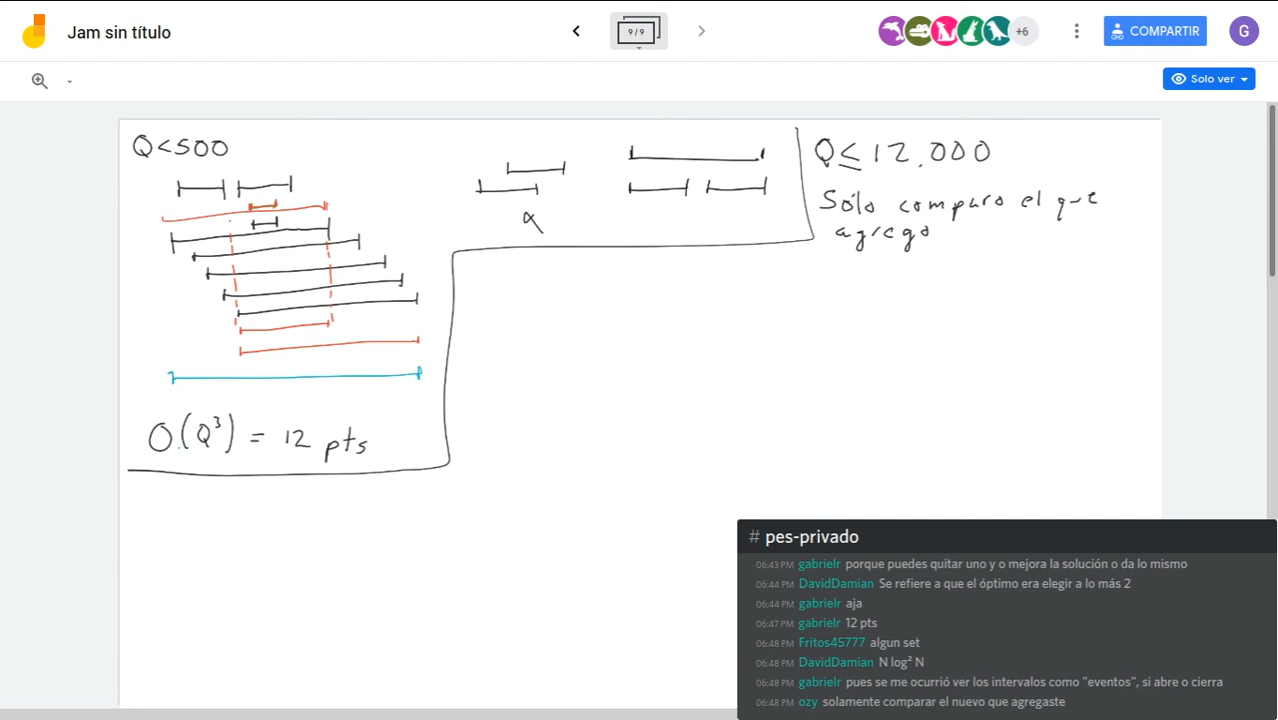 Jam sin título
9/9
+6
COMPARTIR
G
Solo ver
Q<500
O(Q³) = 12 pts
α
Q≤12,000
Sólo comparo el que
agrego
# pes-privado
06:43 PM gabrielr porque puedes quitar uno y o mejora la solución o da lo mismo
06:44 PM DavidDamian Se refiere a que el óptimo era elegir a lo más 2
06:44 PM gabrielr aja
06:47 PM gabrielr 12 pts
06:48 PM Fritos45777 algun set
06:48 PM DavidDamian N log² N
06:48 PM gabrielr pues se me ocurrió ver los intervalos como "eventos", si abre o cierra
06:48 PM ozy solamente comparar el nuevo que agregaste